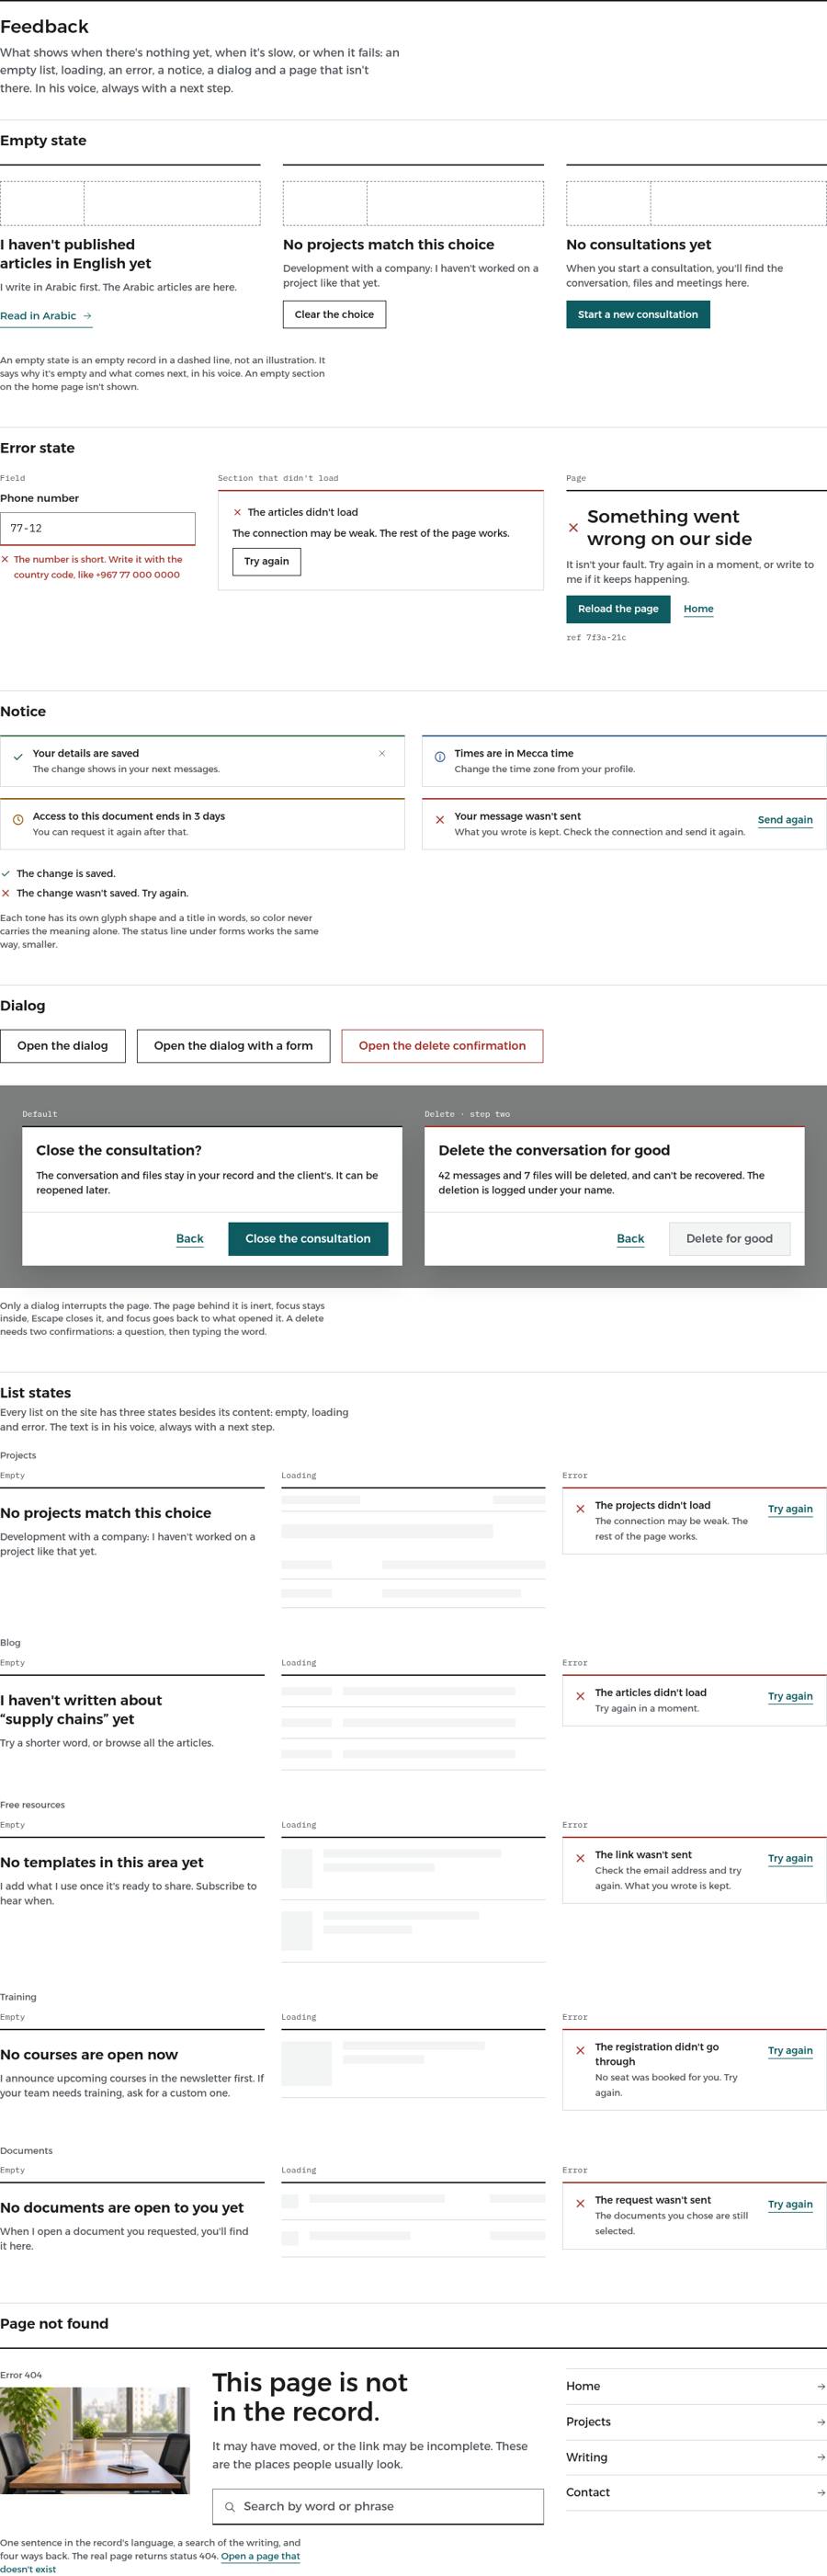 Feedback
What shows when there's nothing yet, when it's slow, or when it fails: an
empty list, loading, an error, a notice, a dialog and a page that isn't
there. In his voice, always with a next step.
Empty state
I haven't published
articles in English yet
I write in Arabic first. The Arabic articles are here.
Read in Arabic →
No projects match this choice
Development with a company: I haven't worked on a
project like that yet.
Clear the choice
No consultations yet
When you start a consultation, you'll find the
conversation, files and meetings here.
Start a new consultation
An empty state is an empty record in a dashed line, not an illustration. It
says why it's empty and what comes next, in his voice. An empty section
on the home page isn't shown.
Error state
Field
Phone number
77-12
The number is short. Write it with the
country code, like +967 77 000 0000
Section that didn't load
The articles didn't load
The connection may be weak. The rest of the page works.
Try again
Page
Something went
wrong on our side
It isn't your fault. Try again in a moment, or write to
me if it keeps happening.
Reload the page
Home
ref 7f3a-21c
Notice
Your details are saved
The change shows in your next messages.
Times are in Mecca time
Change the time zone from your profile.
Access to this document ends in 3 days
You can request it again after that.
Your message wasn't sent
What you wrote is kept. Check the connection and send it again.
Send again
The change is saved.
The change wasn't saved. Try again.
Each tone has its own glyph shape and a title in words, so color never
carries the meaning alone. The status line under forms works the same
way, smaller.
Dialog
Open the dialog
Open the dialog with a form
Open the delete confirmation
Default
Close the consultation?
The conversation and files stay in your record and the client's. It can be
reopened later.
Back
Close the consultation
Delete · step two
Delete the conversation for good
42 messages and 7 files will be deleted, and can't be recovered. The
deletion is logged under your name.
Back
Delete for good
Only a dialog interrupts the page. The page behind it is inert, focus stays
inside, Escape closes it, and focus goes back to what opened it. A delete
needs two confirmations: a question, then typing the word.
List states
Every list on the site has three states besides its content: empty, loading
and error. The text is in his voice, always with a next step.
Projects
Empty
No projects match this choice
Development with a company: I haven't worked on a
project like that yet.
Loading
Error
The projects didn't load
The connection may be weak. The
rest of the page works.
Try again
Blog
Empty
I haven't written about
“supply chains” yet
Try a shorter word, or browse all the articles.
Loading
Error
The articles didn't load
Try again in a moment.
Try again
Free resources
Empty
No templates in this area yet
I add what I use once it's ready to share. Subscribe to
hear when.
Loading
Error
The link wasn't sent
Check the email address and try
again. What you wrote is kept.
Try again
Training
Empty
No courses are open now
I announce upcoming courses in the newsletter first. If
your team needs training, ask for a custom one.
Loading
Error
The registration didn't go
through
No seat was booked for you. Try
again.
Try again
Documents
Empty
No documents are open to you yet
When I open a document you requested, you'll find
it here.
Loading
Error
The request wasn't sent
The documents you chose are still
selected.
Try again
Page not found
Error 404
This page is not
in the record.
It may have moved, or the link may be incomplete. These
are the places people usually look.
Search by word or phrase
Home →
Projects →
Writing →
Contact →
One sentence in the record's language, a search of the writing, and
four ways back. The real page returns status 404. Open a page that
doesn't exist